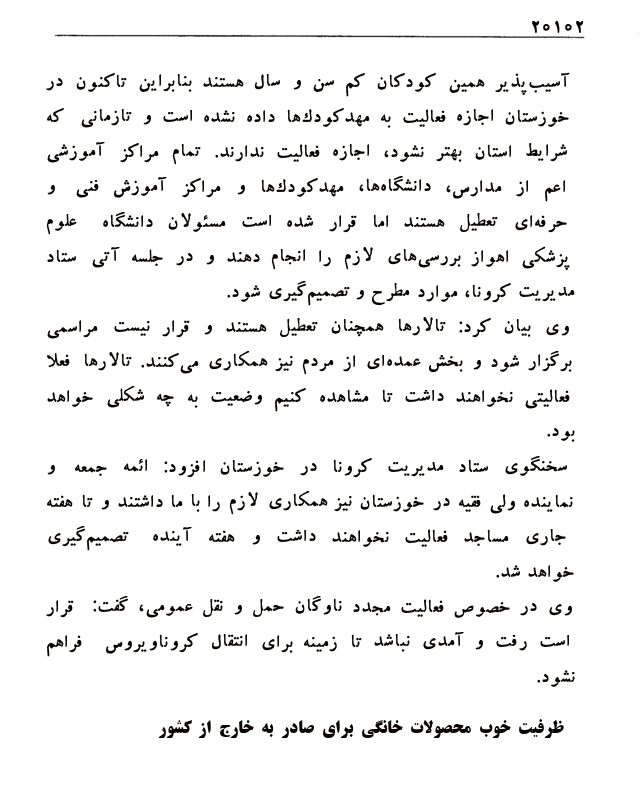 ۲۰۱۰۲
آسیب‌پذیر همین کودکان کم سن و سال هستند بنابراین تاکنون در
خوزستان اجازه فعالیت به مهدکودك‌ها داده نشده است و تازمانی که
شرایط استان بهتر نشود، اجازه فعالیت ندارند. تمام مراکز آموزشی
اعم از مدارس، دانشگاه‌ها، مهدکودك‌ها و مراکز آموزش فنی و
حرفه‌ای تعطیل هستند اما قرار شده است مسئولان دانشگاه علوم
پزشکی اهواز بررسی‌های لازم را انجام دهند و در جلسه آتی ستاد
مدیریت کرونا، موارد مطرح و تصمیم‌گیری شود.
وی بیان کرد: تالارها همچنان تعطیل هستند و قرار نیست مراسمی
برگزار شود و بخش عمده‌ای از مردم نیز همکاری می‌کنند. تالارها فعلا
فعالیتی نخواهند داشت تا مشاهده کنیم وضعیت به چه شکلی خواهد
بود.
سخنگوی ستاد مدیریت کرونا در خوزستان افزود: ائمه جمعه و
نماینده ولی فقیه در خوزستان نیز همکاری لازم را با ما داشتند و تا هفته
جاری مساجد فعالیت نخواهند داشت و هفته آینده تصمیم‌گیری
خواهد شد.
وی در خصوص فعالیت مجدد ناوگان حمل و نقل عمومی، گفت: قرار
است رفت و آمدی نباشد تا زمینه برای انتقال کروناویروس فراهم
نشود.
ظرفیت خوب محصولات خانگی برای صادر به خارج از کشور